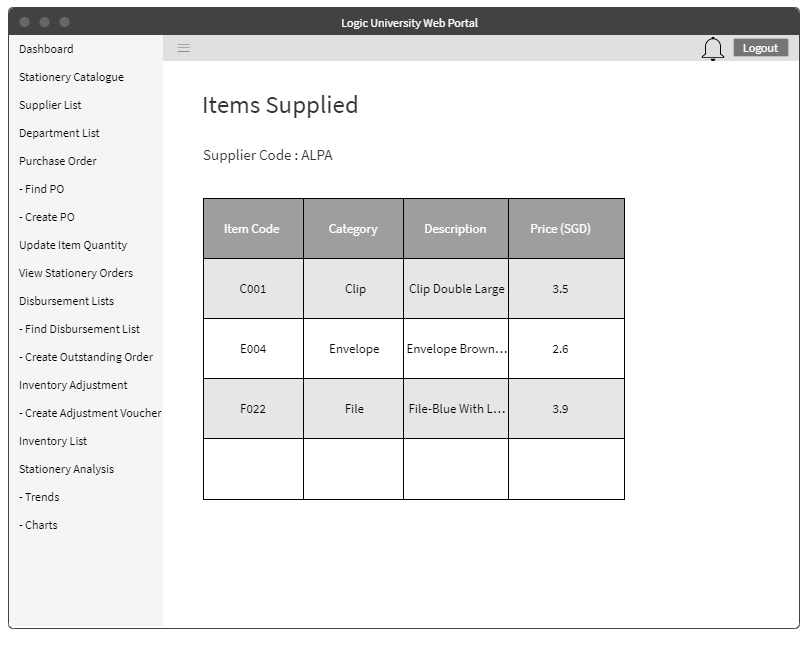 Logic University Web Portal
Dashboard
Stationery Catalogue
Supplier List
Department List
Purchase Order
- Find PO
- Create PO
Update Item Quantity
View Stationery Orders
Disbursement Lists
- Find Disbursement List
- Create Outstanding Order
Inventory Adjustment
- Create Adjustment Voucher
Inventory List
Stationery Analysis
- Trends
- Charts
Logout
Items Supplied
Supplier Code : ALPA
Item Code Category Description Price (SGD)
C001 Clip Clip Double Large 3.5
E004 Envelope Envelope Brown... 2.6
F022 File File-Blue With L... 3.9